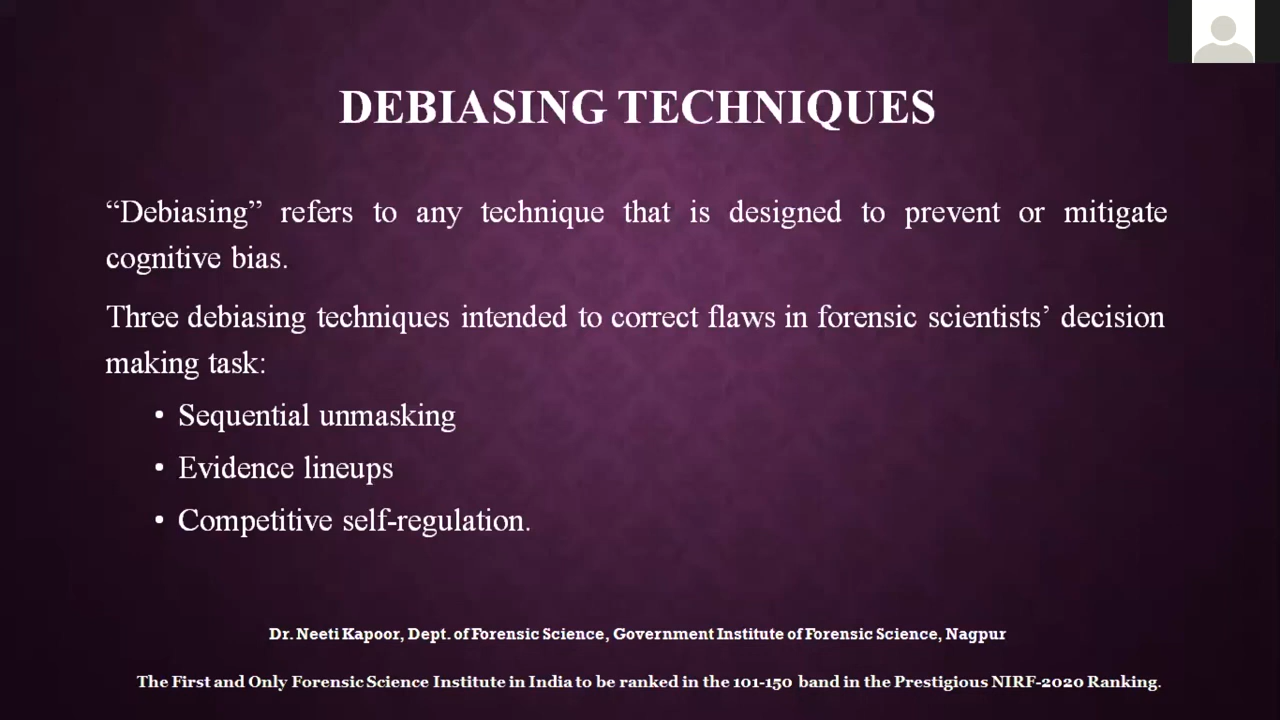 DEBIASING TECHNIQUES
“Debiasing” refers to any technique that is designed to prevent or mitigate
cognitive bias.
Three debiasing techniques intended to correct flaws in forensic scientists’ decision
making task:
• Sequential unmasking
• Evidence lineups
• Competitive self-regulation.
Dr. Neeti Kapoor, Dept. of Forensic Science, Government Institute of Forensic Science, Nagpur
The First and Only Forensic Science Institute in India to be ranked in the 101-150 band in the Prestigious NIRF-2020 Ranking.